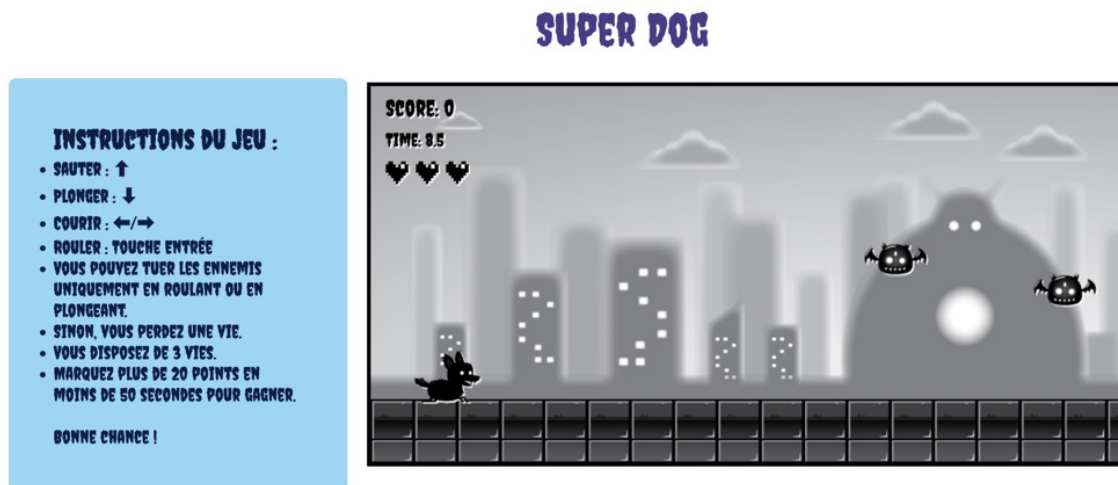 SUPER DOG
INSTRUCTIONS DU JEU :
• SAUTER : ⬆
• PLONGER : ⬇
• COURIR : ⬅/➡
• ROULER : TOUCHE ENTRÉE
• VOUS POUVEZ TUER LES ENNEMIS
UNIQUEMENT EN ROULANT OU EN
PLONGEANT.
• SINON, VOUS PERDEZ UNE VIE.
• VOUS DISPOSEZ DE 3 VIES.
• MARQUEZ PLUS DE 20 POINTS EN
MOINS DE 50 SECONDES POUR GAGNER.
BONNE CHANCE !
SCORE: 0
TIME: 8.5